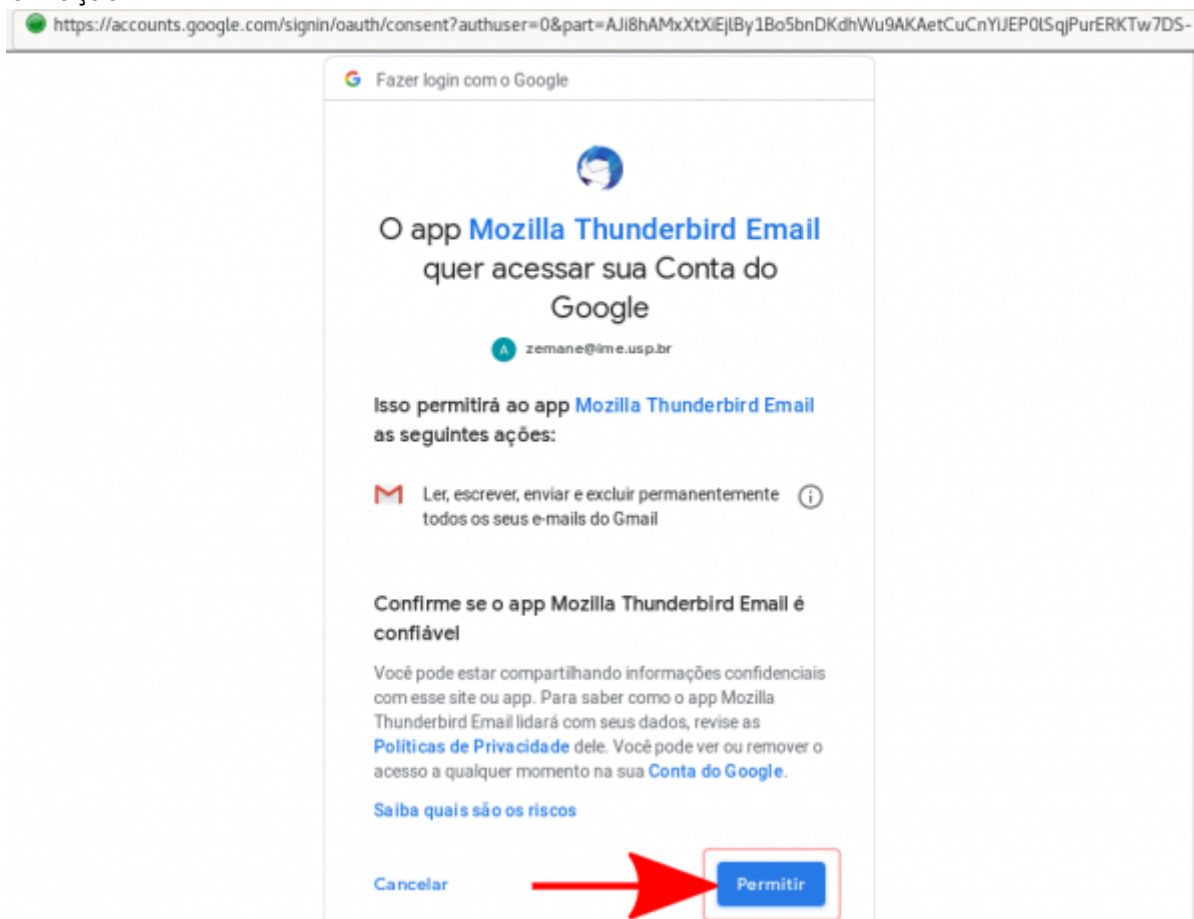 https://accounts.google.com/signin/oauth/consent?authuser=0&part=AJi8hAMxXtXiEjlBy1Bo5bnDKdhWu9AKAetCuCnYiJEP0lSqjPurERKTw7DS-
Fazer login com o Google
O app Mozilla Thunderbird Email
quer acessar sua Conta do
Google
A zemane@ime.usp.br
Isso permitirá ao app Mozilla Thunderbird Email
as seguintes ações:
Ler, escrever, enviar e excluir permanentemente
todos os seus e-mails do Gmail
Confirme se o app Mozilla Thunderbird Email é
confiável
Você pode estar compartilhando informações confidenciais
com esse site ou app. Para saber como o app Mozilla
Thunderbird Email lidará com seus dados, revise as
Políticas de Privacidade dele. Você pode ver ou remover o
acesso a qualquer momento na sua Conta do Google.
Saiba quais são os riscos
Cancelar Permitir